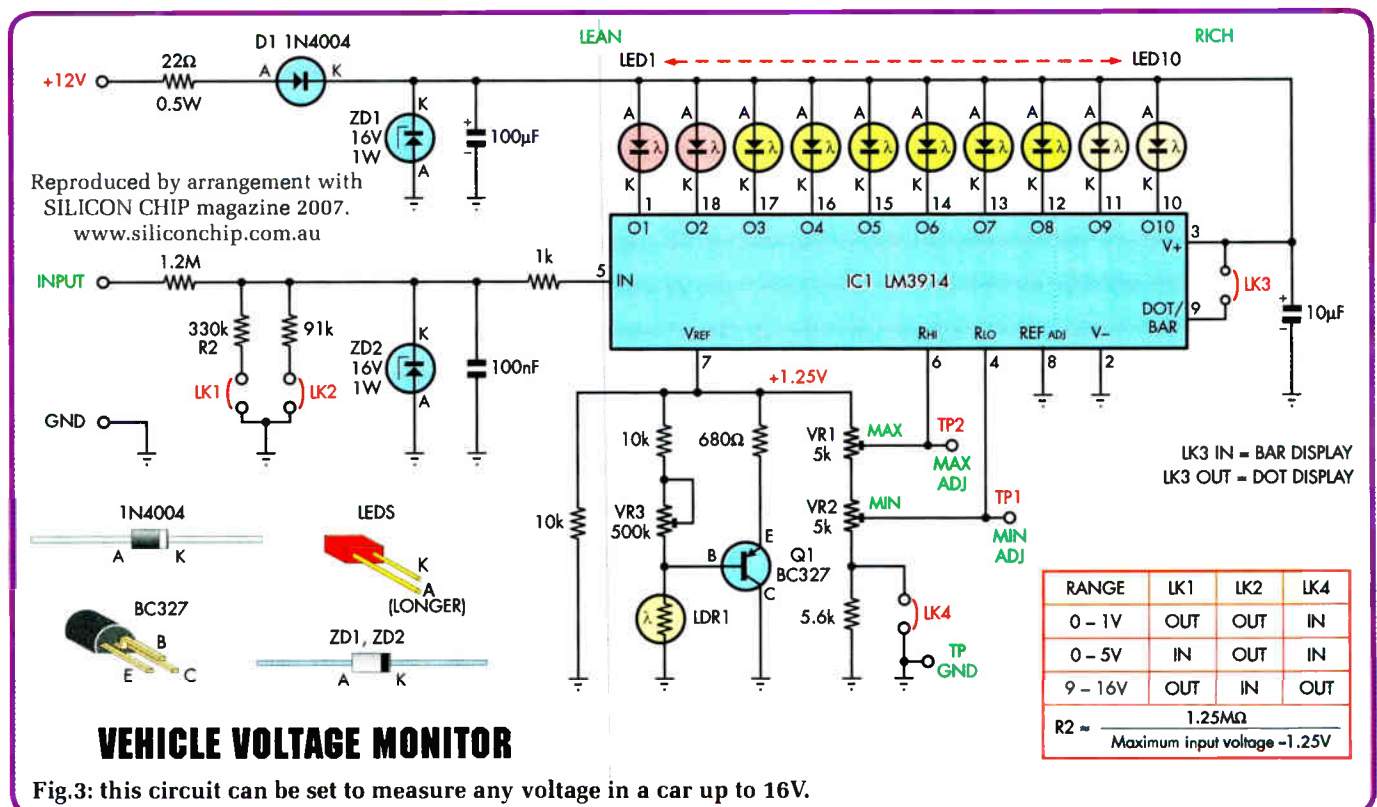 LEAN
RICH
D1 1N4004
LED1
LED10
22Ω
A
K
+12V
0.5W
K
ZD1
16V
1W
A
+
100µF
−
A A A A A A A A A A
λ λ λ λ λ λ λ λ λ λ
K K K K K K K K K K
Reproduced by arrangement with
SILICON CHIP magazine 2007.
www.siliconchip.com.au
1 18 17 16 15 14 13 12 11 10
O1 O2 O3 O4 O5 O6 O7 O8 O9 O10
3
V+
INPUT
1.2M
1k
5
IN
IC1 LM3914
LK3
DOT/
BAR
9
+
10µF
−
330k
R2
91k
K
ZD2
16V
1W
A
100nF
VREF
RHI
RLO
REF ADJ
V−
7
6
4
8
2
LK1
LK2
+1.25V
GND
10k
680Ω
VR1
5k
MAX
TP2
MAX
ADJ
LK3 IN = BAR DISPLAY
LK3 OUT = DOT DISPLAY
10k
VR3
500k
VR2
5k
MIN
TP1
MIN
ADJ
1N4004
A K
LEDS
K
A
(LONGER)
B
E
C
Q1
BC327
BC327
B
E C
ZD1, ZD2
A K
λ
LDR1
5.6k
LK4
TP
GND
RANGE LK1 LK2 LK4
0 – 1V OUT OUT IN
0 – 5V IN OUT IN
9 – 16V OUT IN OUT
R2 ≈ 1.25MΩ
Maximum input voltage –1.25V
VEHICLE VOLTAGE MONITOR
Fig.3: this circuit can be set to measure any voltage in a car up to 16V.